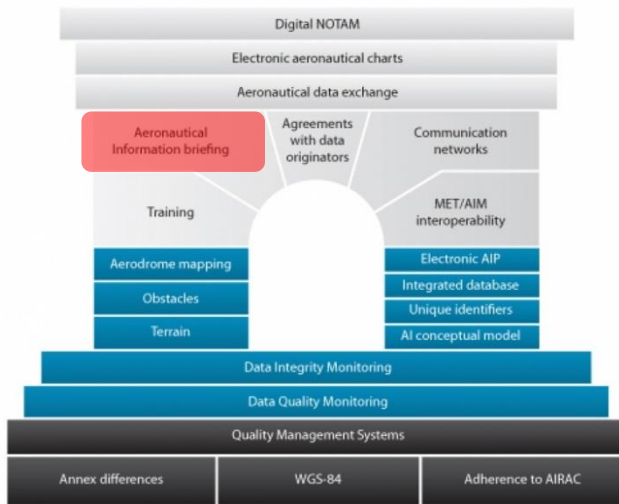 Digital NOTAM
Electronic aeronautical charts
Aeronautical data exchange
Aeronautical
Information briefing
Agreements
with data
originators
Communication
networks
Training
MET/AIM
interoperability
Aerodrome mapping
Obstacles
Terrain
Electronic AIP
Integrated database
Unique identifiers
AI conceptual model
Data Integrity Monitoring
Data Quality Monitoring
Quality Management Systems
Annex differences
WGS-84
Adherence to AIRAC